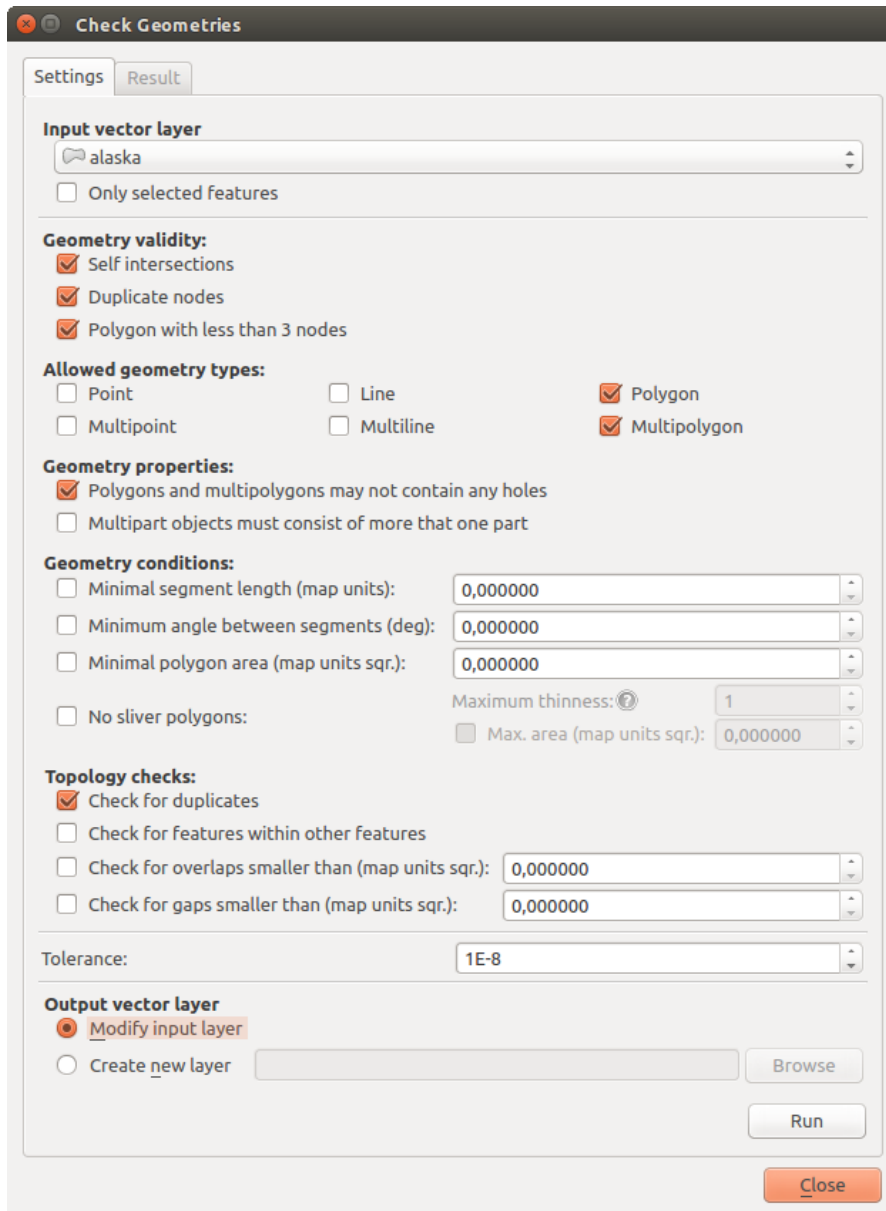 Check Geometries
Settings Result
Input vector layer
alaska
Only selected features
Geometry validity:
Self intersections
Duplicate nodes
Polygon with less than 3 nodes
Allowed geometry types:
Point Line Polygon
Multipoint Multiline Multipolygon
Geometry properties:
Polygons and multipolygons may not contain any holes
Multipart objects must consist of more that one part
Geometry conditions:
Minimal segment length (map units): 0,000000
Minimum angle between segments (deg): 0,000000
Minimal polygon area (map units sqr.): 0,000000
No sliver polygons: Maximum thinness: ? 1
Max. area (map units sqr.): 0,000000
Topology checks:
Check for duplicates
Check for features within other features
Check for overlaps smaller than (map units sqr.): 0,000000
Check for gaps smaller than (map units sqr.): 0,000000
Tolerance: 1E-8
Output vector layer
Modify input layer
Create new layer Browse
Run
Close